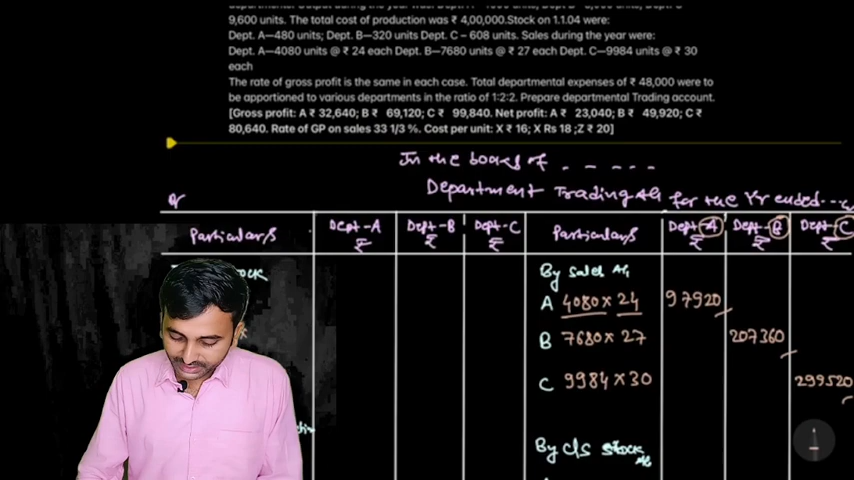 9,600 units. The total cost of production was ₹ 4,00,000.Stock on 1.1.04 were:
Dept. A—480 units; Dept. B—320 units Dept. C – 608 units. Sales during the year were:
Dept. A—4080 units @ ₹ 24 each Dept. B—7680 units @ ₹ 27 each Dept. C—9984 units @ ₹ 30
each
The rate of gross profit is the same in each case. Total departmental expenses of ₹ 48,000 were to
be apportioned to various departments in the ratio of 1:2:2. Prepare departmental Trading account.
[Gross profit: A ₹ 32,640; B ₹ 69,120; C ₹ 99,840. Net profit: A ₹ 23,040; B ₹ 49,920; C ₹
80,640. Rate of GP on sales 33 1/3 %. Cost per unit: X ₹ 16; X Rs 18 ;Z ₹ 20]
In the books of - - - - - -
Department Trading A/c for the Yr ended---
Dr
Particulars Dept-A ₹ Dept-B ₹ Dept-C ₹ Particulars Dept-A ₹ Dept-B ₹ Dept-C ₹
By Sales A/c
A 4080 x 24 97920
B 7680 x 27 207360
C 9984 x 30 299520
By c/s stock